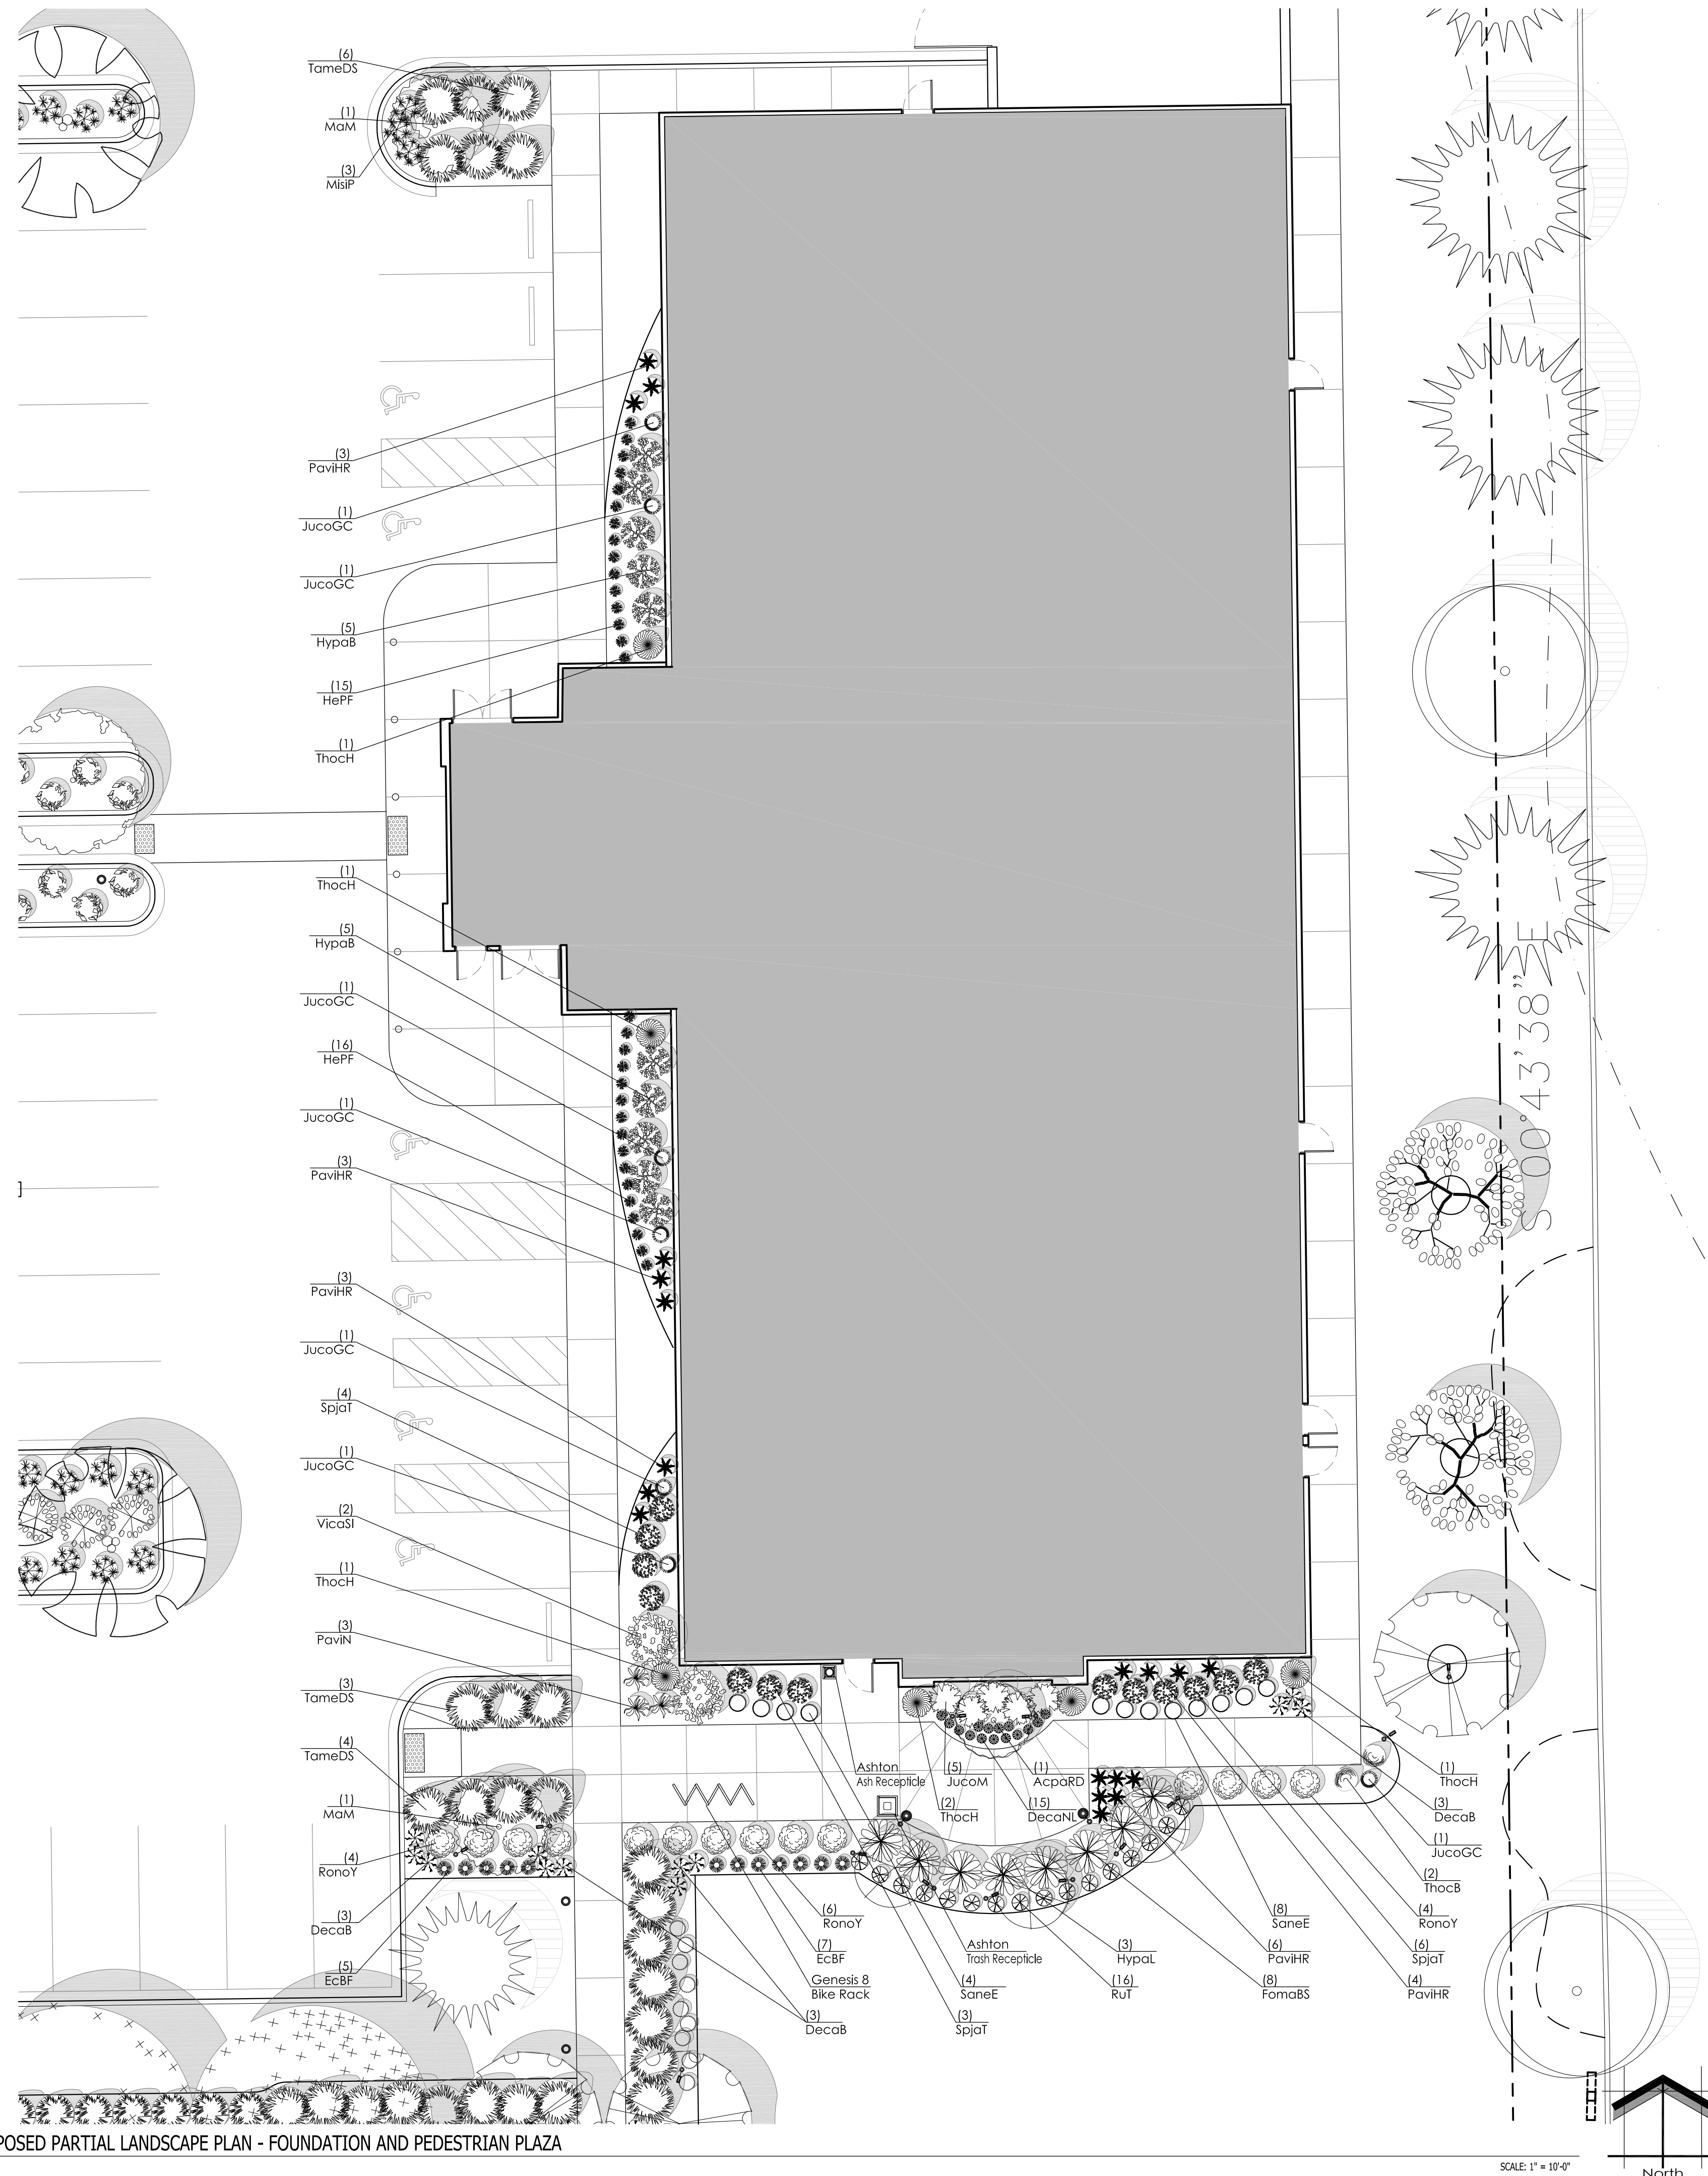 (6)
TameDS
(1)
MaM
(3)
MisiP
(3)
PaviHR
(1)
JucoGC
(1)
JucoGC
(5)
HypaB
(15)
HePF
(1)
ThocH
(1)
ThocH
(5)
HypaB
(1)
JucoGC
(16)
HePF
(1)
JucoGC
(3)
PaviHR
(3)
PaviHR
(1)
JucoGC
(4)
SpjaT
(1)
JucoGC
(2)
VicaSI
(1)
ThocH
(3)
PaviN
(3)
TameDS
(4)
TameDS
(1)
MaM
(4)
RonoY
(3)
DecaB
(5)
EcBF
S 00°43'38" E
Ashton
Ash Recepticle
(5)
JucoM
(1)
AcpaRD
(2)
ThocH
(15)
DecaNL
(1)
ThocH
(3)
DecaB
(1)
JucoGC
(2)
ThocB
(6)
RonoY
(8)
SaneE
(4)
RonoY
(7)
EcBF
Ashton
Trash Recepticle
(3)
HypaL
(6)
PaviHR
(6)
SpjaT
Genesis 8
Bike Rack
(4)
SaneE
(16)
RuT
(8)
FomaBS
(4)
PaviHR
(3)
DecaB
(3)
SpjaT
POSED PARTIAL LANDSCAPE PLAN - FOUNDATION AND PEDESTRIAN PLAZA
SCALE: 1" = 10'-0"
North